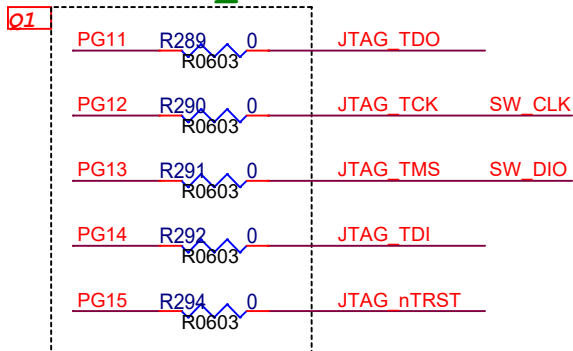 Q1
PG11 R289 0 JTAG_TDO
R0603
PG12 R290 0 JTAG_TCK SW_CLK
R0603
PG13 R291 0 JTAG_TMS SW_DIO
R0603
PG14 R292 0 JTAG_TDI
R0603
PG15 R294 0 JTAG_nTRST
R0603